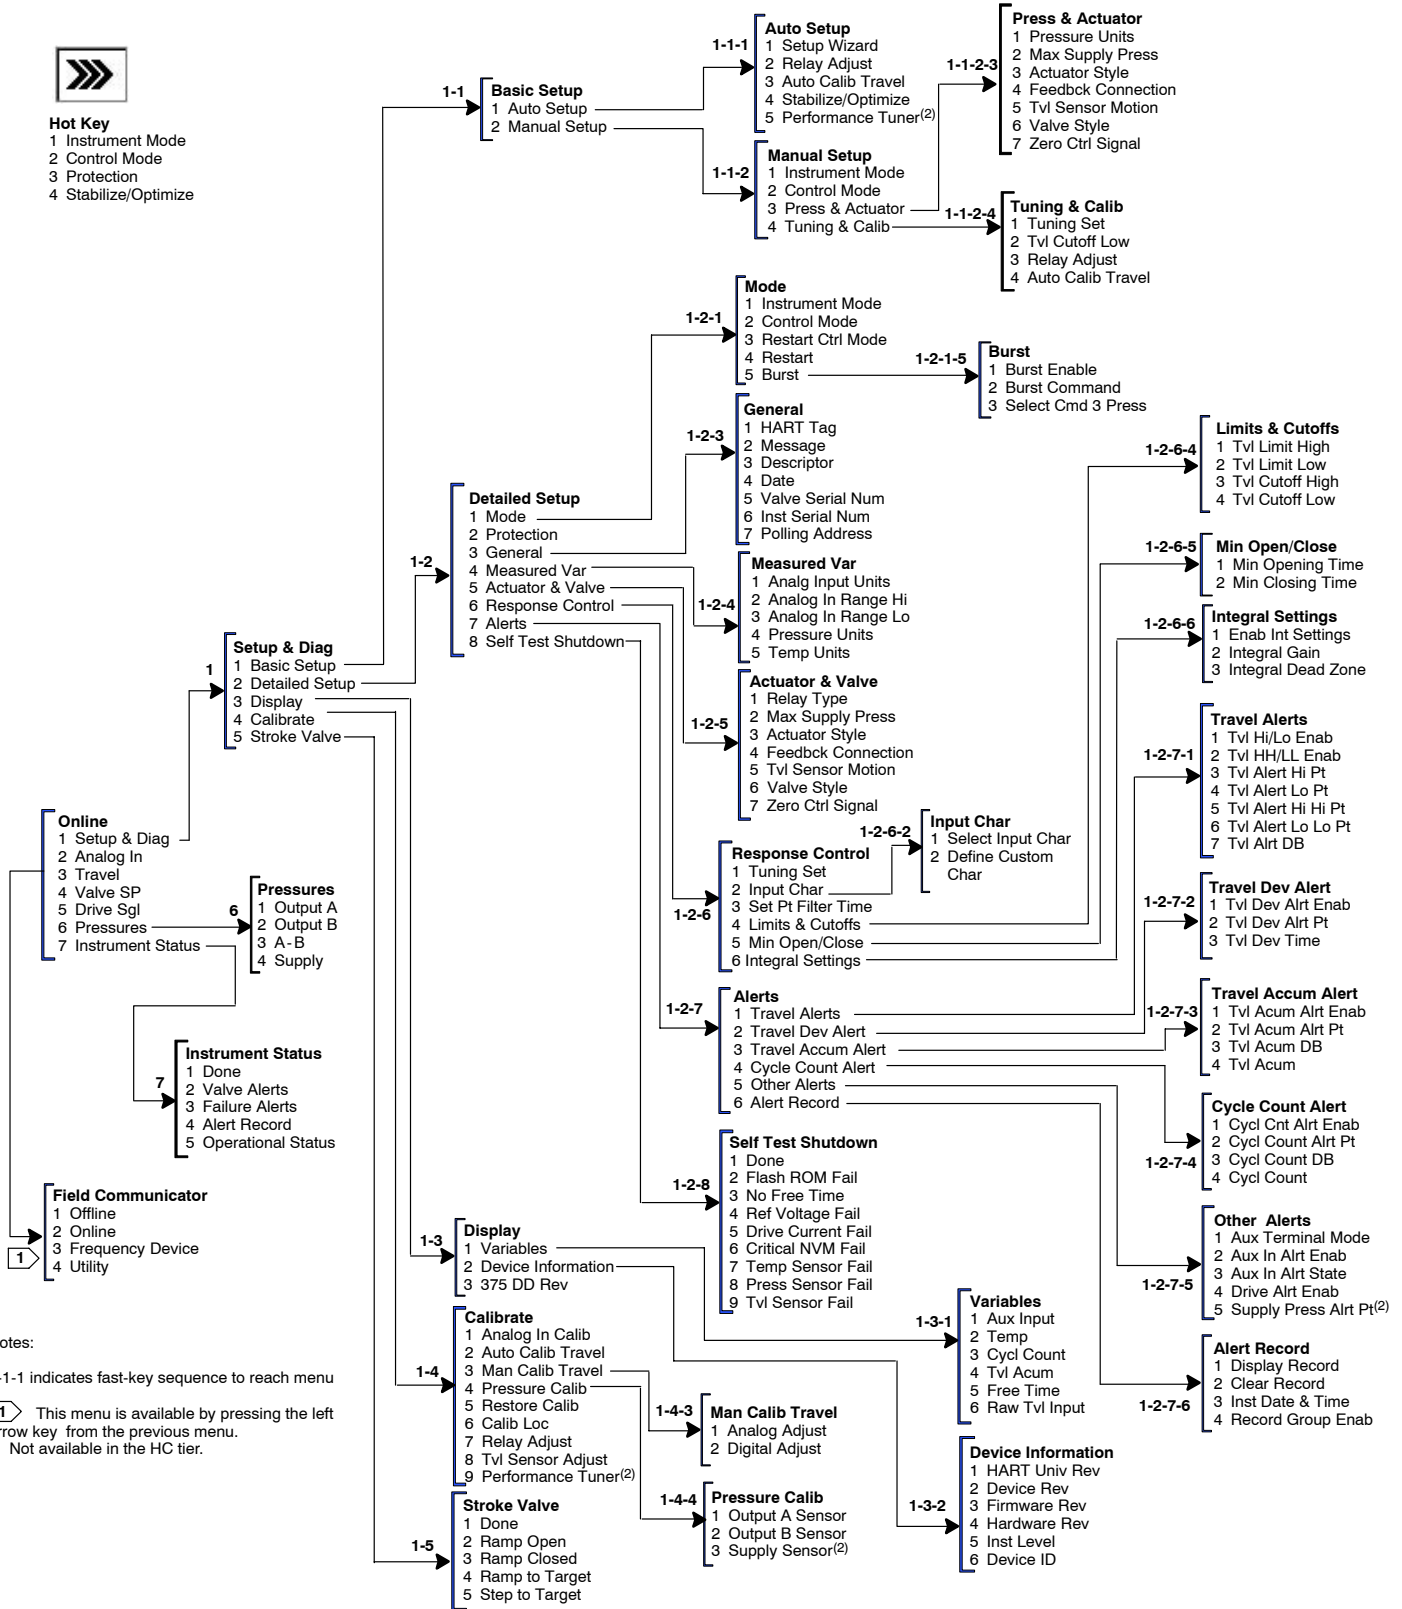 Hot Key
1 Instrument Mode
2 Control Mode
3 Protection
4 Stabilize/Optimize
1-1
Basic Setup
1 Auto Setup
2 Manual Setup
1-1-1
Auto Setup
1 Setup Wizard
2 Relay Adjust
3 Auto Calib Travel
4 Stabilize/Optimize
5 Performance Tuner(2)
1-1-2
Manual Setup
1 Instrument Mode
2 Control Mode
3 Press & Actuator
4 Tuning & Calib
1-1-2-3
Press & Actuator
1 Pressure Units
2 Max Supply Press
3 Actuator Style
4 Feedbck Connection
5 Tvl Sensor Motion
6 Valve Style
7 Zero Ctrl Signal
1-1-2-4
Tuning & Calib
1 Tuning Set
2 Tvl Cutoff Low
3 Relay Adjust
4 Auto Calib Travel
1-2
Detailed Setup
1 Mode
2 Protection
3 General
4 Measured Var
5 Actuator & Valve
6 Response Control
7 Alerts
8 Self Test Shutdown
1-2-1
Mode
1 Instrument Mode
2 Control Mode
3 Restart Ctrl Mode
4 Restart
5 Burst
1-2-1-5
Burst
1 Burst Enable
2 Burst Command
3 Select Cmd 3 Press
1-2-3
General
1 HART Tag
2 Message
3 Descriptor
4 Date
5 Valve Serial Num
6 Inst Serial Num
7 Polling Address
1-2-4
Measured Var
1 Analg Input Units
2 Analog In Range Hi
3 Analog In Range Lo
4 Pressure Units
5 Temp Units
1-2-5
Actuator & Valve
1 Relay Type
2 Max Supply Press
3 Actuator Style
4 Feedbck Connection
5 Tvl Sensor Motion
6 Valve Style
7 Zero Ctrl Signal
1-2-6
Response Control
1 Tuning Set
2 Input Char
3 Set Pt Filter Time
4 Limits & Cutoffs
5 Min Open/Close
6 Integral Settings
1-2-6-2
Input Char
1 Select Input Char
2 Define Custom
Char
1-2-6-4
Limits & Cutoffs
1 Tvl Limit High
2 Tvl Limit Low
3 Tvl Cutoff High
4 Tvl Cutoff Low
1-2-6-5
Min Open/Close
1 Min Opening Time
2 Min Closing Time
1-2-6-6
Integral Settings
1 Enab Int Settings
2 Integral Gain
3 Integral Dead Zone
1-2-7
Alerts
1 Travel Alerts
2 Travel Dev Alert
3 Travel Accum Alert
4 Cycle Count Alert
5 Other Alerts
6 Alert Record
1-2-7-1
Travel Alerts
1 Tvl Hi/Lo Enab
2 Tvl HH/LL Enab
3 Tvl Alert Hi Pt
4 Tvl Alert Lo Pt
5 Tvl Alert Hi Hi Pt
6 Tvl Alert Lo Lo Pt
7 Tvl Alrt DB
1-2-7-2
Travel Dev Alert
1 Tvl Dev Alrt Enab
2 Tvl Dev Alrt Pt
3 Tvl Dev Time
1-2-7-3
Travel Accum Alert
1 Tvl Acum Alrt Enab
2 Tvl Acum Alrt Pt
3 Tvl Acum DB
4 Tvl Acum
1-2-7-4
Cycle Count Alert
1 Cycl Cnt Alrt Enab
2 Cycl Count Alrt Pt
3 Cycl Count DB
4 Cycl Count
1-2-7-5
Other Alerts
1 Aux Terminal Mode
2 Aux In Alrt Enab
3 Aux In Alrt State
4 Drive Alrt Enab
5 Supply Press Alrt Pt(2)
1-2-7-6
Alert Record
1 Display Record
2 Clear Record
3 Inst Date & Time
4 Record Group Enab
1-2-8
Self Test Shutdown
1 Done
2 Flash ROM Fail
3 No Free Time
4 Ref Voltage Fail
5 Drive Current Fail
6 Critical NVM Fail
7 Temp Sensor Fail
8 Press Sensor Fail
9 Tvl Sensor Fail
1
Setup & Diag
1 Basic Setup
2 Detailed Setup
3 Display
4 Calibrate
5 Stroke Valve
Online
1 Setup & Diag
2 Analog In
3 Travel
4 Valve SP
5 Drive Sgl
6 Pressures
7 Instrument Status
6
Pressures
1 Output A
2 Output B
3 A-B
4 Supply
7
Instrument Status
1 Done
2 Valve Alerts
3 Failure Alerts
4 Alert Record
5 Operational Status
Field Communicator
1 Offline
2 Online
3 Frequency Device
4 Utility
1
1-3
Display
1 Variables
2 Device Information
3 375 DD Rev
1-3-1
Variables
1 Aux Input
2 Temp
3 Cycl Count
4 Tvl Acum
5 Free Time
6 Raw Tvl Input
1-3-2
Device Information
1 HART Univ Rev
2 Device Rev
3 Firmware Rev
4 Hardware Rev
5 Inst Level
6 Device ID
1-4
Calibrate
1 Analog In Calib
2 Auto Calib Travel
3 Man Calib Travel
4 Pressure Calib
5 Restore Calib
6 Calib Loc
7 Relay Adjust
8 Tvl Sensor Adjust
9 Performance Tuner(2)
1-4-3
Man Calib Travel
1 Analog Adjust
2 Digital Adjust
1-4-4
Pressure Calib
1 Output A Sensor
2 Output B Sensor
3 Supply Sensor(2)
1-5
Stroke Valve
1 Done
2 Ramp Open
3 Ramp Closed
4 Ramp to Target
5 Step to Target
otes:
-1-1 indicates fast-key sequence to reach menu
1 This menu is available by pressing the left
rrow key from the previous menu.
Not available in the HC tier.